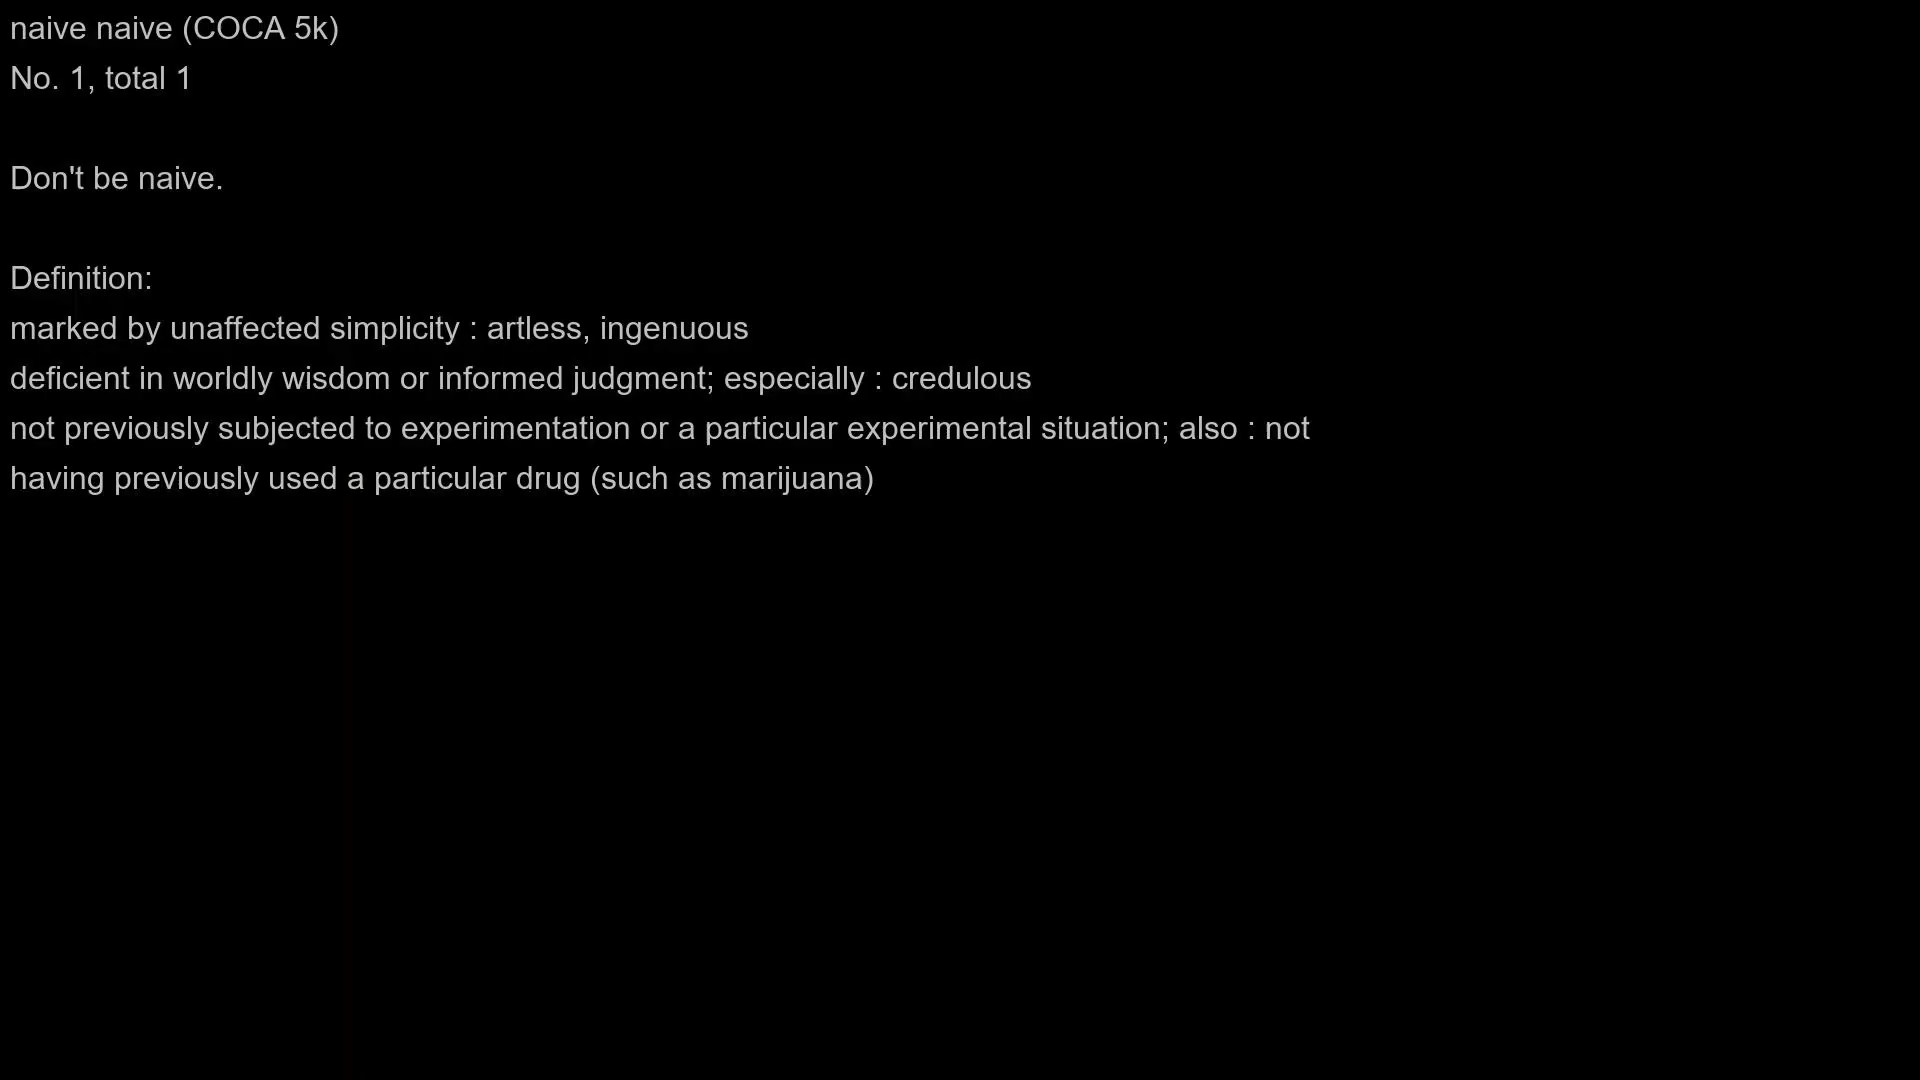 naive naive (COCA 5k)
No. 1, total 1
Don't be naive.
Definition:
marked by unaffected simplicity : artless, ingenuous
deficient in worldly wisdom or informed judgment; especially : credulous
not previously subjected to experimentation or a particular experimental situation; also : not
having previously used a particular drug (such as marijuana)